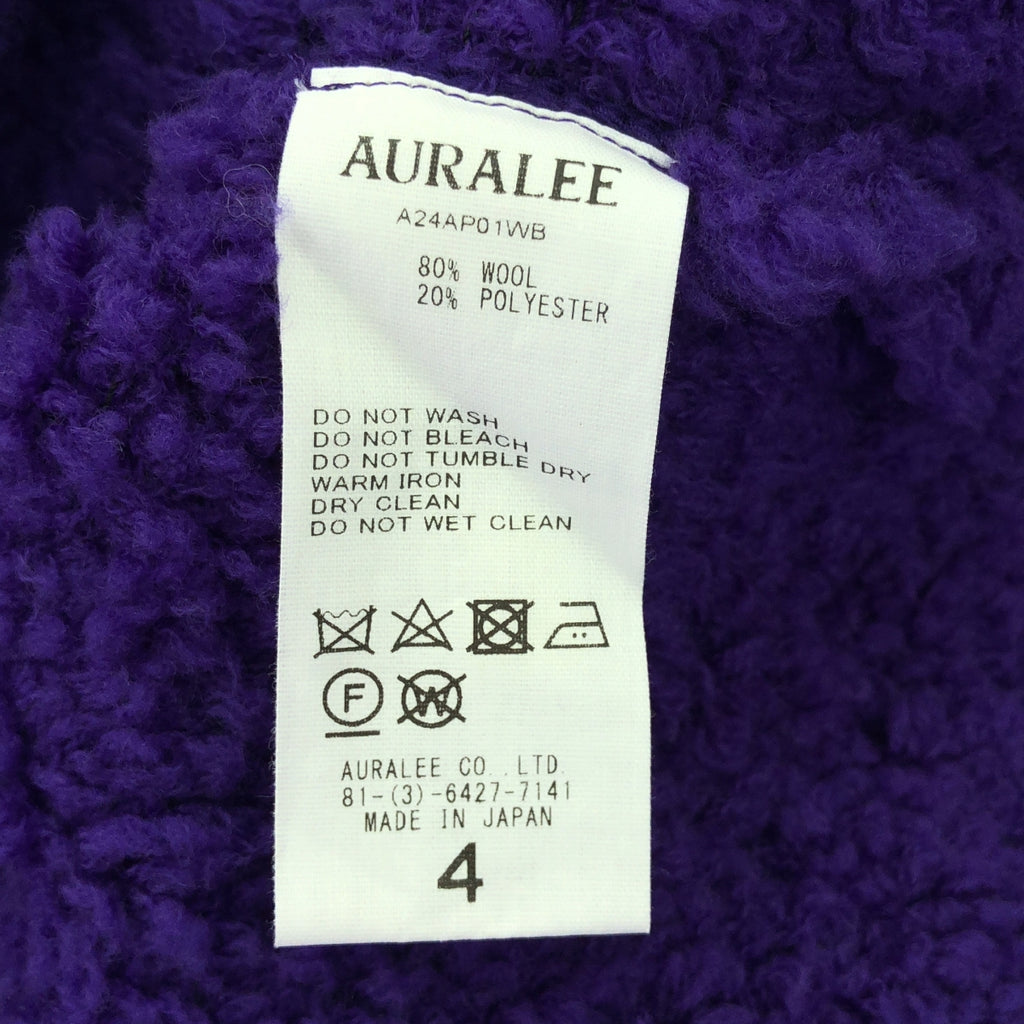 AURALEE
A24AP01WB
80% WOOL
20% POLYESTER
DO NOT WASH
DO NOT BLEACH
DO NOT TUMBLE DRY
WARM IRON
DRY CLEAN
DO NOT WET CLEAN
F W
AURALEE CO.,LTD.
81-(3)-6427-7141
MADE IN JAPAN
4